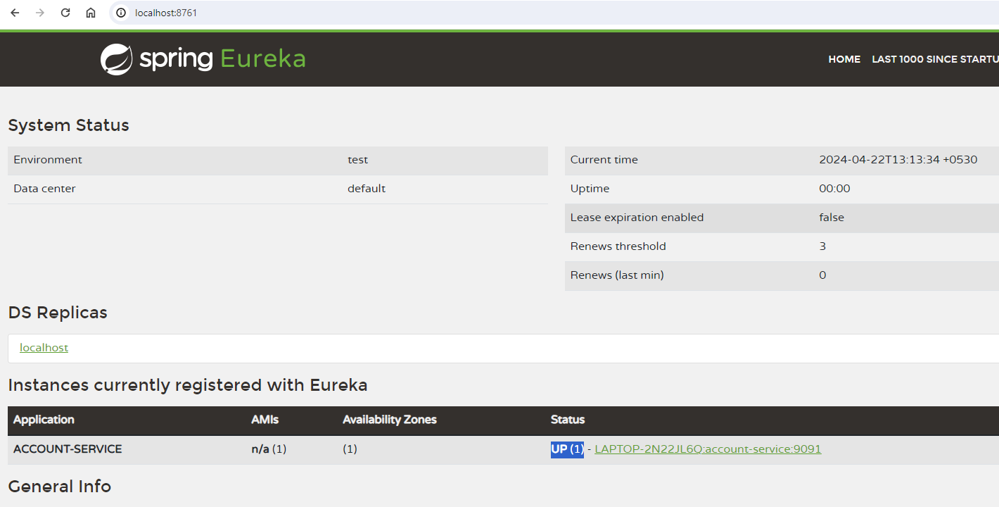 localhost:8761
spring Eureka
HOME LAST 1000 SINCE STARTU
System Status
Environment test
Data center default
Current time 2024-04-22T13:13:34 +0530
Uptime 00:00
Lease expiration enabled false
Renews threshold 3
Renews (last min) 0
DS Replicas
localhost
Instances currently registered with Eureka
Application AMIs Availability Zones Status
ACCOUNT-SERVICE n/a (1) (1) UP (1) - LAPTOP-2N22JL6Q:account-service:9091
General Info